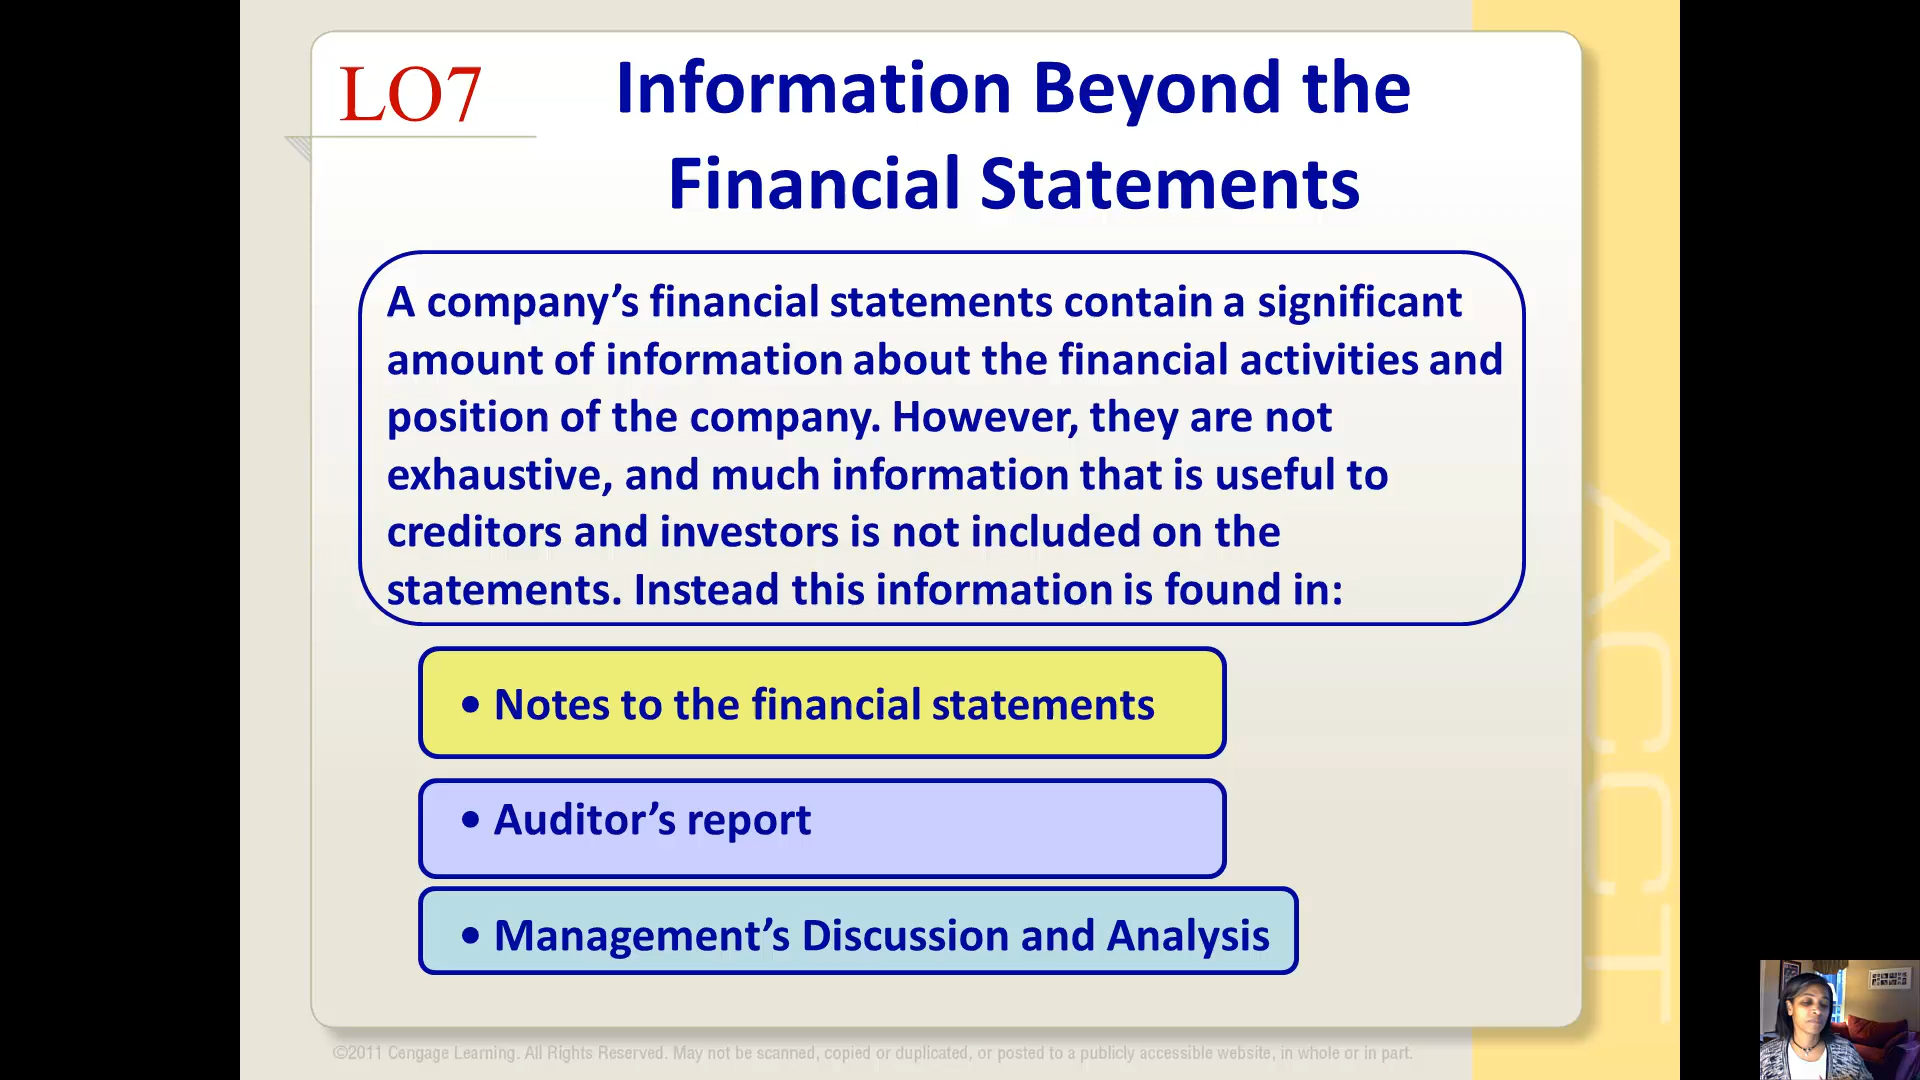 LO7
Information Beyond the
Financial Statements
A company’s financial statements contain a significant
amount of information about the financial activities and
position of the company. However, they are not
exhaustive, and much information that is useful to
creditors and investors is not included on the
statements. Instead this information is found in:
• Notes to the financial statements
• Auditor’s report
• Management’s Discussion and Analysis
ACCT
©2011 Cengage Learning. All Rights Reserved. May not be scanned, copied or duplicated, or posted to a publicly accessible website, in whole or in part.